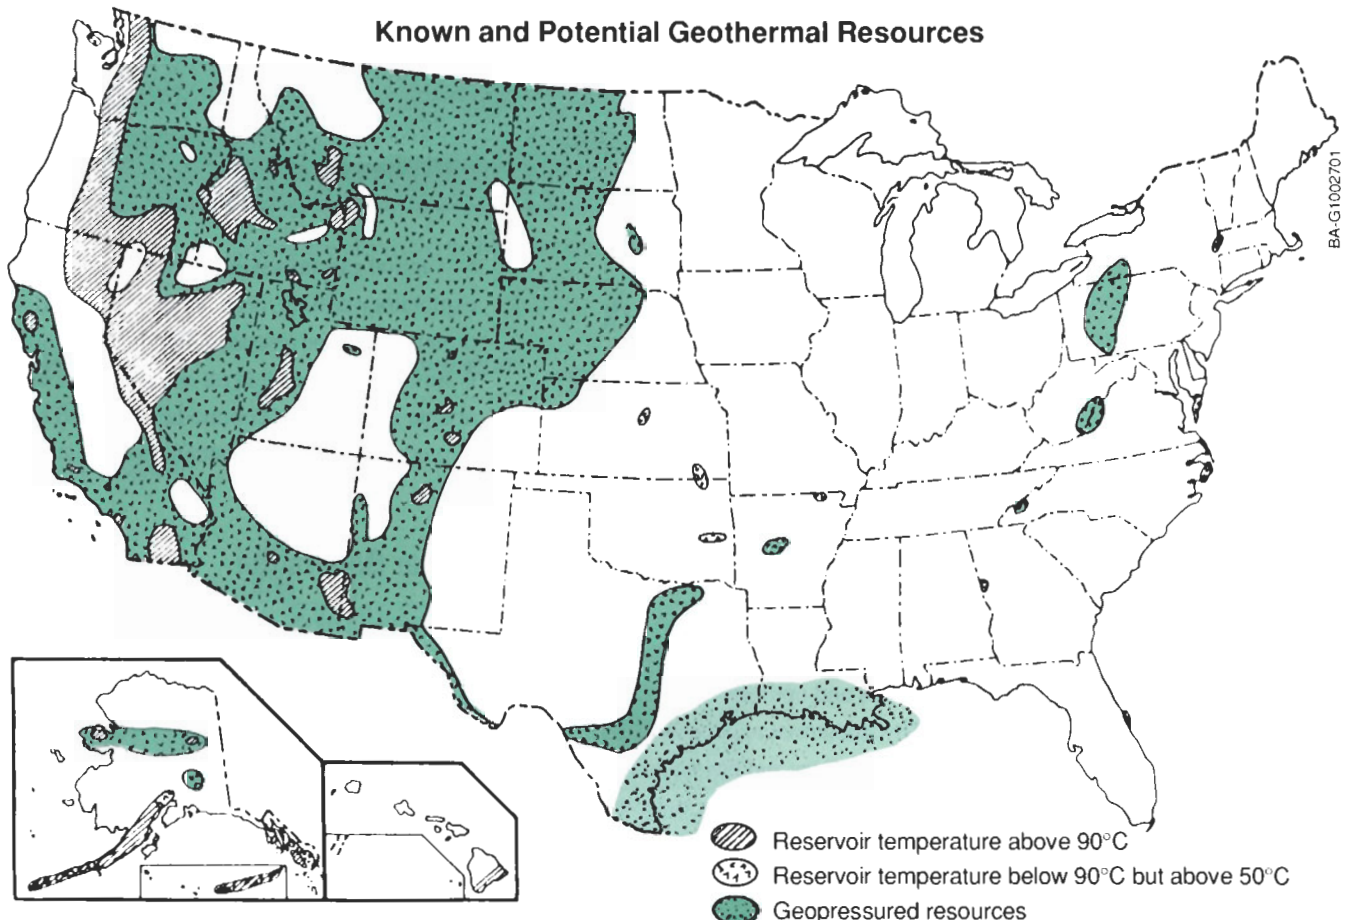 Known and Potential Geothermal Resources
BA-G1002701
Reservoir temperature above 90°C
Reservoir temperature below 90°C but above 50°C
Geopressured resources